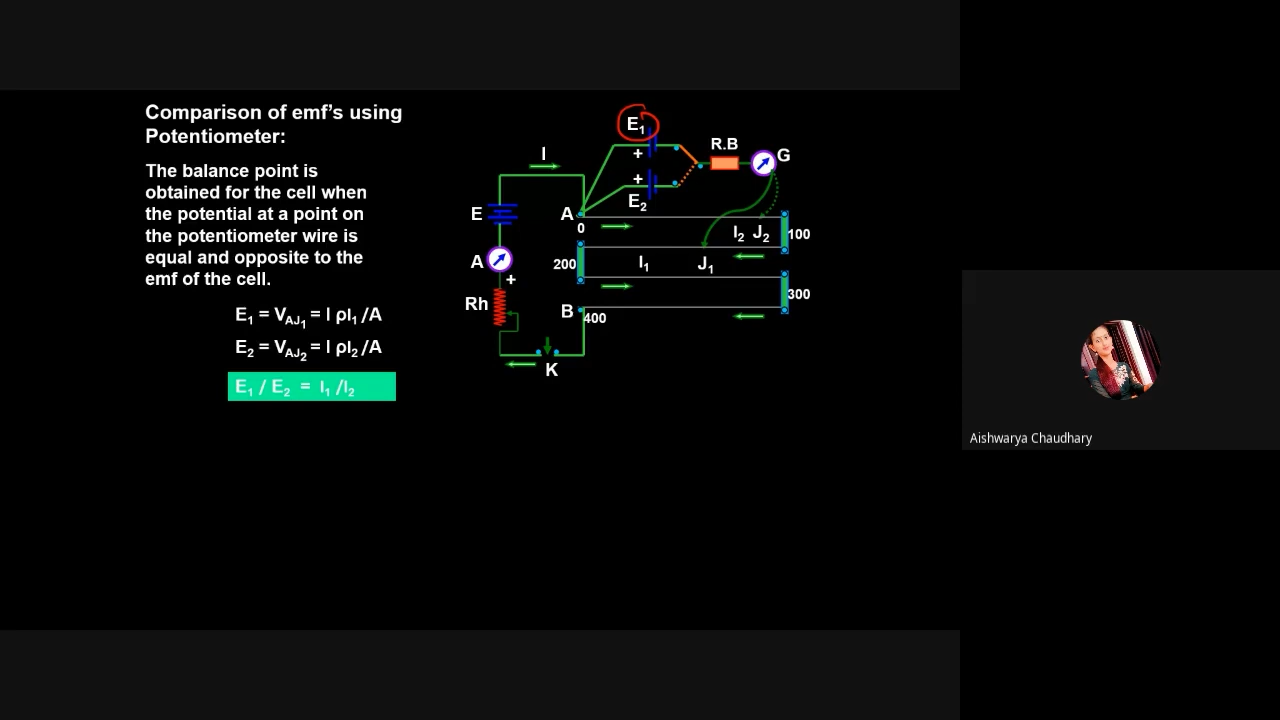 Comparison of emf's using
Potentiometer:
The balance point is
obtained for the cell when
the potential at a point on
the potentiometer wire is
equal and opposite to the
emf of the cell.
E₁ = V_AJ₁ = I ρl₁ /A
E₂ = V_AJ₂ = I ρl₂ /A
E₁ / E₂ = l₁ /l₂
E₁
+
R.B
G
I
+
E₂
E
A
0
l₂ J₂
100
A
+
200
l₁
J₁
Rh
300
B
400
K
Aishwarya Chaudhary